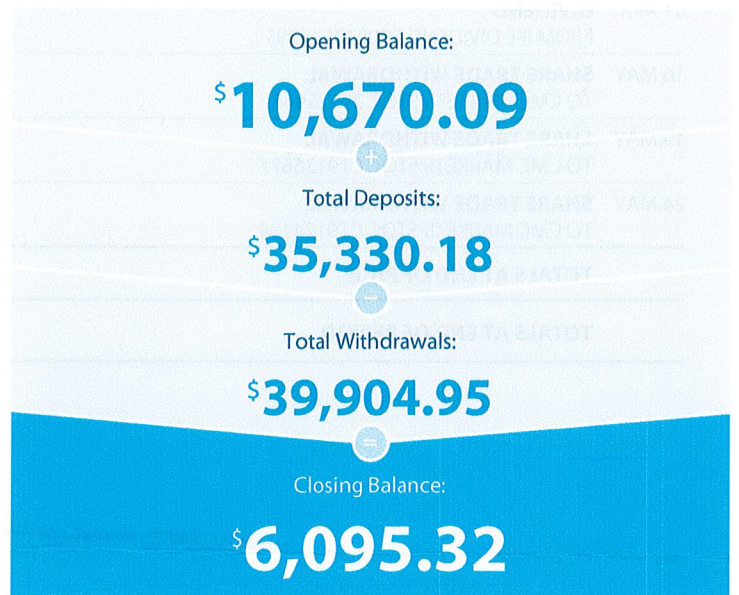 Opening Balance:
$10,670.09
+
Total Deposits:
$35,330.18
-
Total Withdrawals:
$39,904.95
=
Closing Balance:
$6,095.32